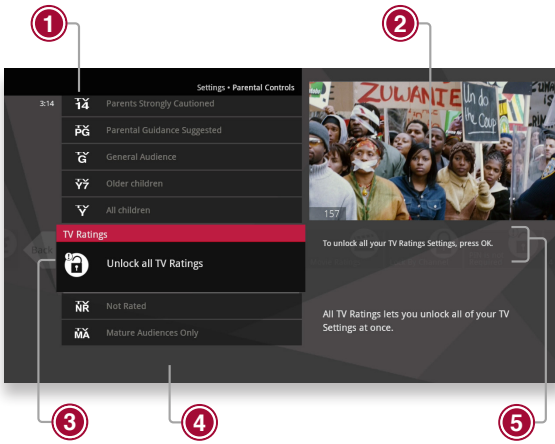 1
2
Settings • Parental Controls
3:14
TV 14 Parents Strongly Cautioned
TV PG Parental Guidance Suggested
TV G General Audience
TV Y7 Older children
TV Y All children
TV Ratings
Back
Unlock all TV Ratings
TV NR Not Rated
TV MA Mature Audiences Only
ZUWANTIE
Un do
the Coup
157
To unlock all your TV Ratings Settings, press OK.
All TV Ratings lets you unlock all of your TV
Settings at once.
3
4
5